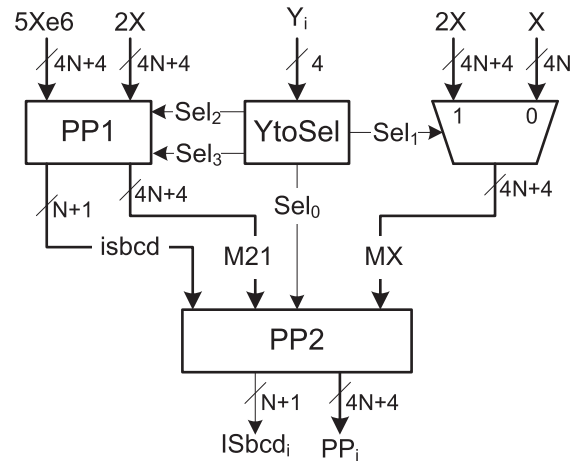 5Xe6 2X Yi 2X X
4N+4 4N+4 4 4N+4 4N
PP1 Sel2 YtoSel Sel1 1 0
Sel3
N+1 4N+4 Sel0 4N+4
isbcd M21 MX
PP2
N+1 4N+4
ISbcdi PPi